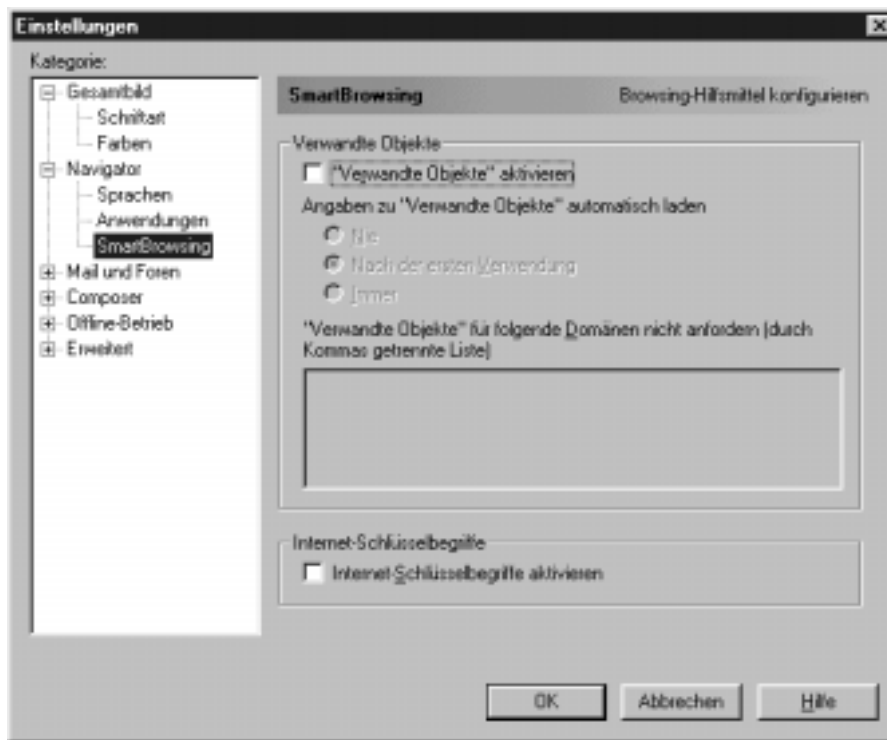 Einstellungen
Kategorie:
Gesamtbild
Schriftart
Farben
Navigator
Sprachen
Anwendungen
SmartBrowsing
Mail und Foren
Composer
Offline-Betrieb
Erweitert
SmartBrowsing Browsing-Hilfsmittel konfigurieren
Verwandte Objekte
"Verwandte Objekte" aktivieren
Angaben zu "Verwandte Objekte" automatisch laden
Nie
Nach der ersten Verwendung
Immer
"Verwandte Objekte" für folgende Domänen nicht anfordern (durch
Kommas getrennte Liste)
Internet-Schlüsselbegriffe
Internet-Schlüsselbegriffe aktivieren
OK Abbrechen Hilfe